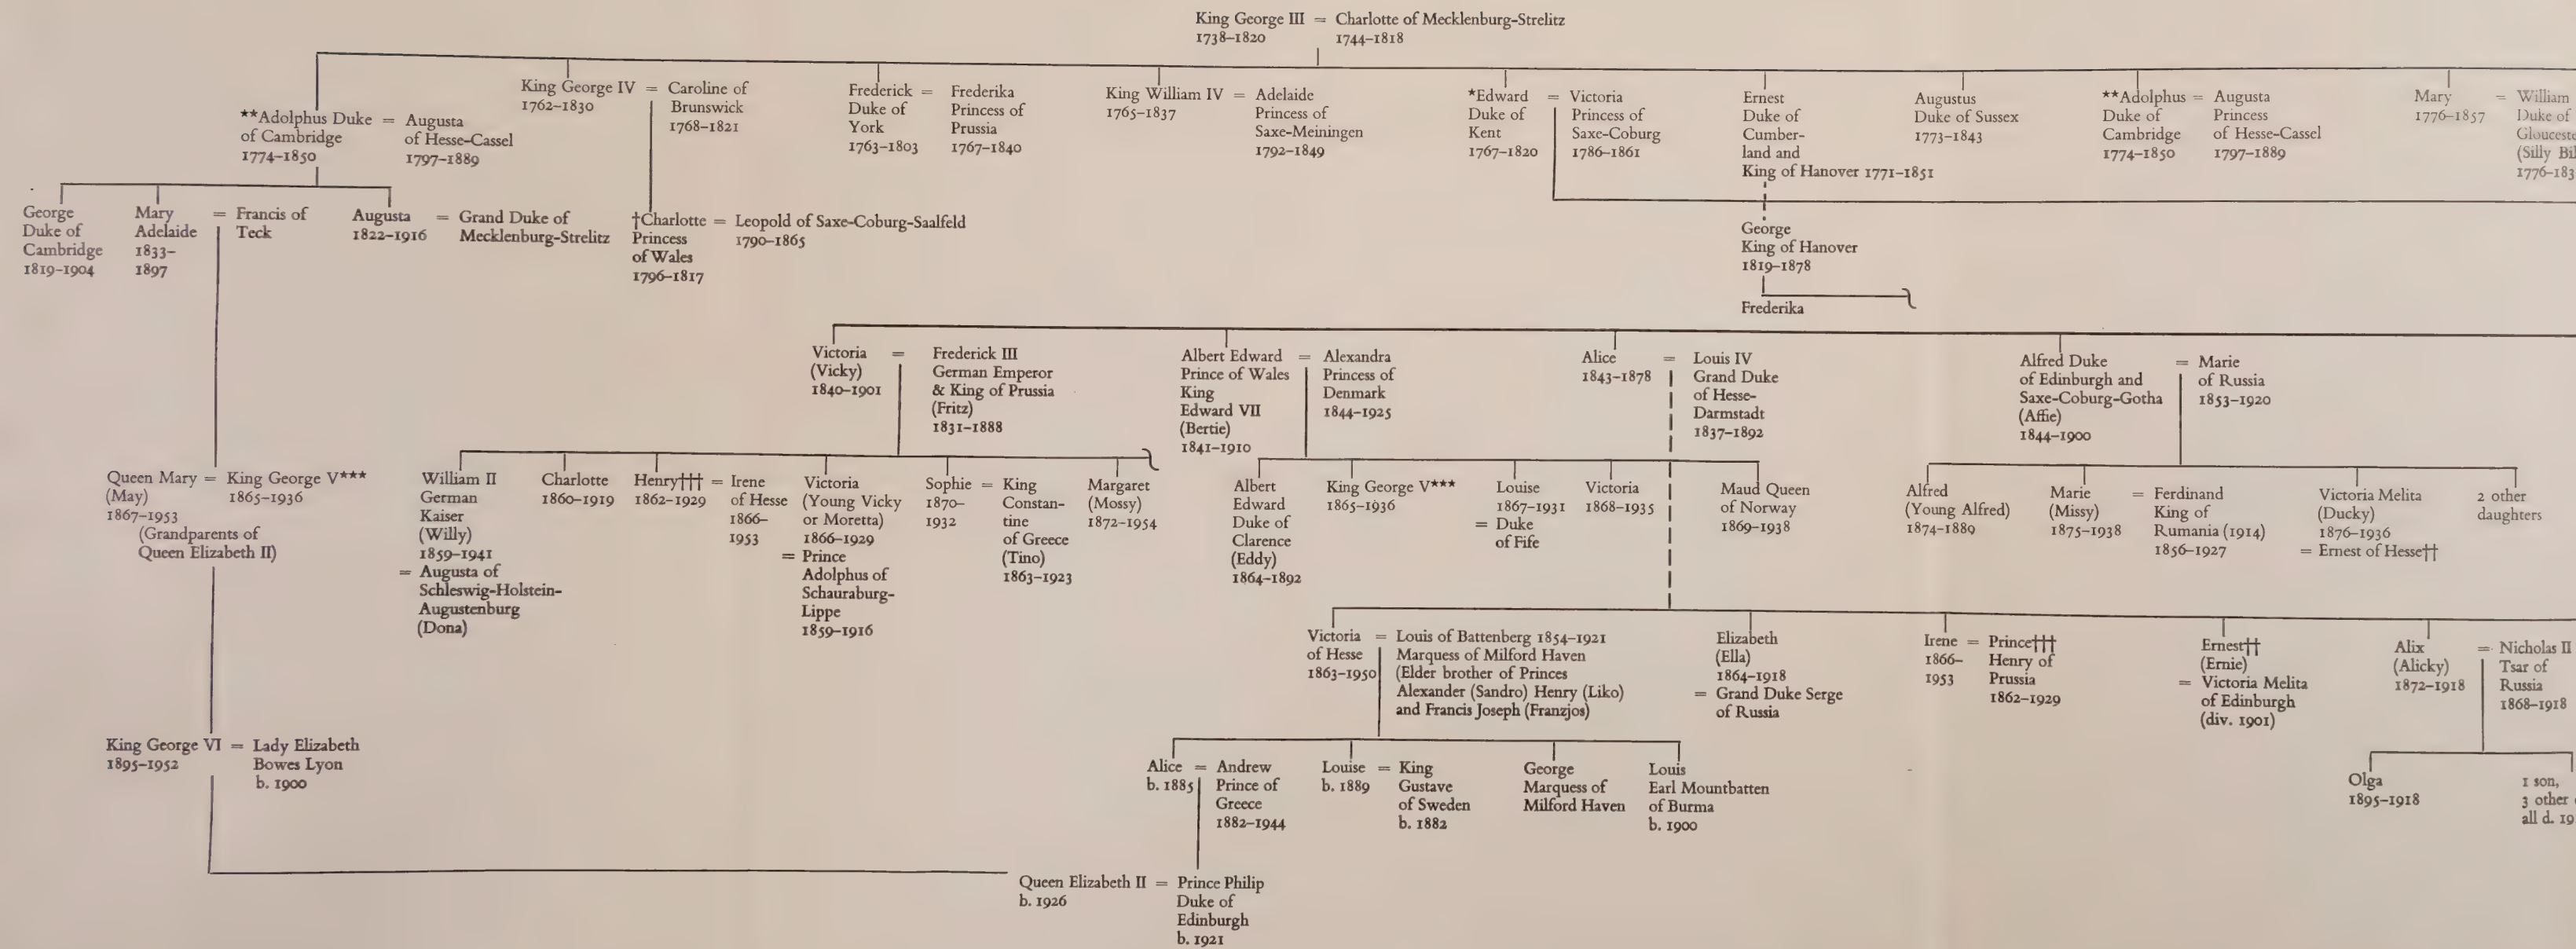 King George III = Charlotte of Mecklenburg-Strelitz
1738–1820 1744–1818
**Adolphus Duke = Augusta
of Cambridge of Hesse-Cassel
1774–1850 1797–1889
King George IV = Caroline of
1762–1830 Brunswick
1768–1821
Frederick = Frederika
Duke of Princess of
York Prussia
1763–1803 1767–1840
King William IV = Adelaide
1765–1837 Princess of
Saxe-Meiningen
1792–1849
*Edward = Victoria
Duke of Princess of
Kent Saxe-Coburg
1767–1820 1786–1861
Ernest
Duke of
Cumber-
land and
King of Hanover 1771–1851
Augustus
Duke of Sussex
1773–1843
**Adolphus = Augusta
Duke of Princess
Cambridge of Hesse-Cassel
1774–1850 1797–1889
Mary = William
1776–1857 Duke of
(Silly
George
Duke of
Cambridge
1819–1904
Mary = Francis of
Adelaide Teck
1833–
1897
Augusta = Grand Duke of
1822–1916 Mecklenburg-Strelitz
†Charlotte = Leopold of Saxe-Coburg-Saalfeld
Princess 1790–1865
of Wales
1796–1817
George
King of Hanover
1819–1878
Frederika
Victoria = Frederick III
(Vicky) German Emperor
1840–1901 & King of Prussia
(Fritz)
1831–1888
Albert Edward = Alexandra
Prince of Wales Princess of
King Denmark
Edward VII 1844–1925
(Bertie)
1841–1910
Alice = Louis IV
1843–1878 Grand Duke
of Hesse-
Darmstadt
1837–1892
Alfred Duke = Marie
of Edinburgh and of Russia
Saxe-Coburg-Gotha 1853–1920
(Affie)
1844–1900
Queen Mary = King George V***
(May) 1865–1936
1867–1953
(Grandparents of
Queen Elizabeth II)
William II
German
Kaiser
(Willy)
1859–1941
= Augusta of
Schleswig-Holstein-
Augustenburg
(Dona)
Charlotte
1860–1919
Henry††† = Irene
1862–1929 of Hesse
1866–
1953
Victoria
(Young Vicky
or Moretta)
1866–1929
= Prince
Adolphus of
Schauraburg-
Lippe
1859–1916
Sophie = King
1870– Constan-
1932 tine
of Greece
(Tino)
1863–1923
Margaret
(Mossy)
1872–1954
Albert
Edward
Duke of
Clarence
(Eddy)
1864–1892
King George V***
1865–1936
Louise
1867–1931
= Duke
of Fife
Victoria
1868–1935
Maud Queen
of Norway
1869–1938
Alfred
(Young Alfred)
1874–1889
Marie = Ferdinand
(Missy) King of
1875–1938 Rumania (1914)
1856–1927
Victoria Melita
(Ducky)
1876–1936
= Ernest of Hesse††
2 other
daughters
Victoria = Louis of Battenberg 1854–1921
of Hesse Marquess of Milford Haven
1863–1950 (Elder brother of Princes
Alexander (Sandro) Henry (Liko)
and Francis Joseph (Franzjos)
Elizabeth
(Ella)
1864–1918
= Grand Duke Serge
of Russia
Irene = Prince†††
1866– Henry of
1953 Prussia
1862–1929
Ernest††
(Ernie)
= Victoria Melita
of Edinburgh
(div. 1901)
Alix = Nicholas II
(Alicky) Tsar of
1872–1918 Russia
1868–1918
King George VI = Lady Elizabeth
1895–1952 Bowes Lyon
b. 1900
Alice = Andrew
b. 1885 Prince of
Greece
1882–1944
Louise = King
b. 1889 Gustave
of Sweden
b. 1882
George
Marquess of
Milford Haven
Louis
Earl Mountbatten
of Burma
b. 1900
Olga
1895–1918
1 son,
3 other
all d.
Queen Elizabeth II = Prince Philip
b. 1926 Duke of
Edinburgh
b. 1921